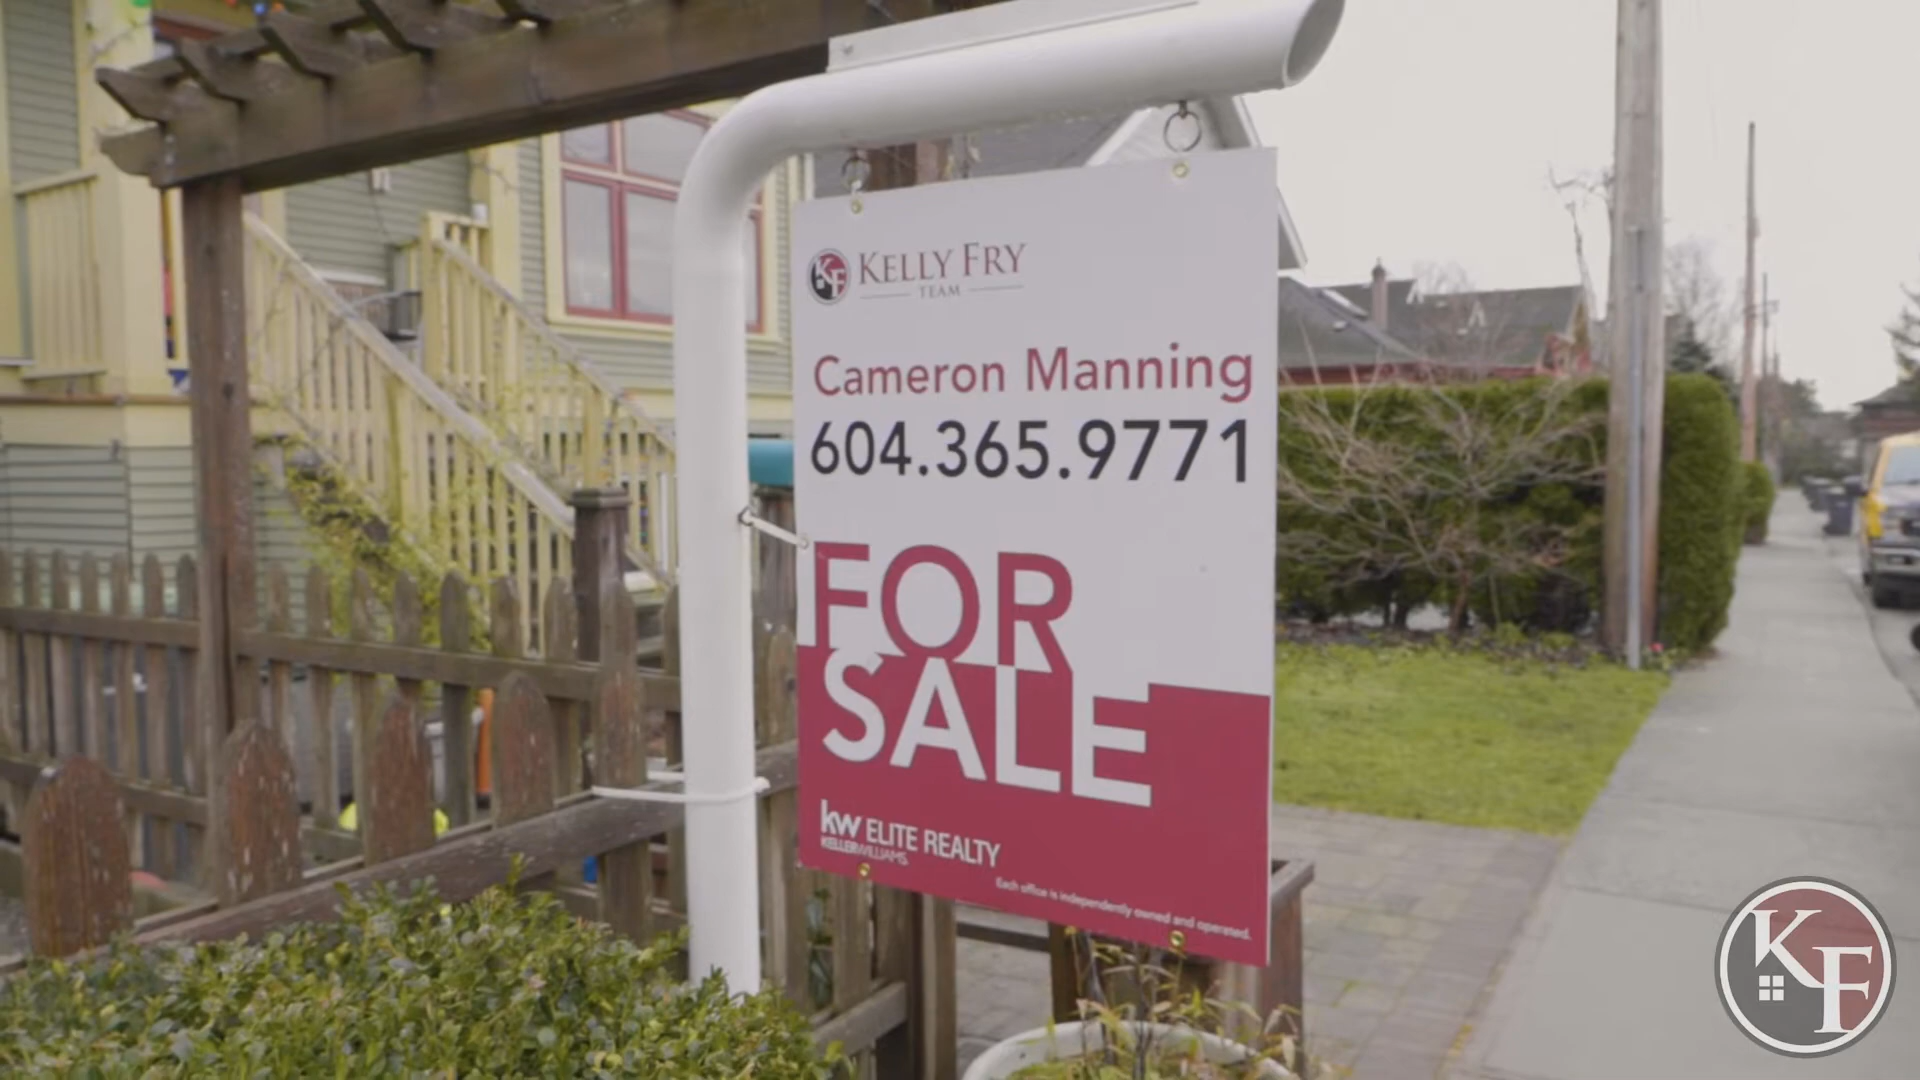 KF KELLY FRY
TEAM
Cameron Manning
604.365.9771
FOR
SALE
kw ELITE REALTY
KELLERWILLIAMS
Each office is independently owned and operated.
KF